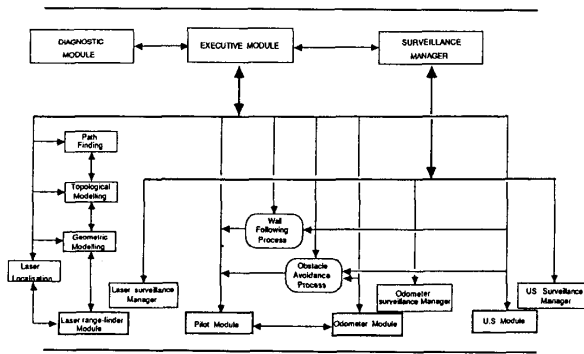 DIAGNOSTIC
MODULE
EXECUTIVE MODULE
SURVEILLANCE
MANAGER
Path
Finding
Topological
Modelling
Geometric
Modelling
Laser
Localisation
Laser range-finder
Module
Wall
Following
Process
Obstacle
Avoidance
Process
Laser surveillance
Manager
Odometer
surveillance Manager
US Surveillance
Manager
Pilot Module
Odometer Module
U.S Module